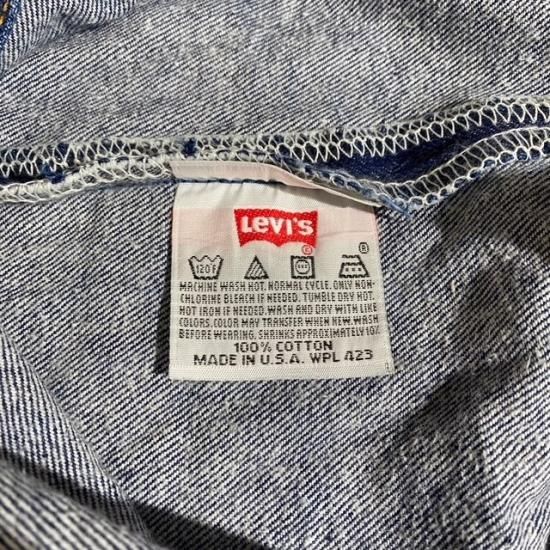 LEVI'S
®
120°F
®
MACHINE WASH HOT. NORMAL CYCLE. ONLY NON-
CHLORINE BLEACH IF NEEDED. TUMBLE DRY HOT.
HOT IRON IF NEEDED. WASH AND DRY WITH LIKE
COLORS. COLOR MAY TRANSFER WHEN NEW. WASH
BEFORE WEARING. SHRINKS APPROXIMATELY 10%
100% COTTON
MADE IN U.S.A. WPL 423